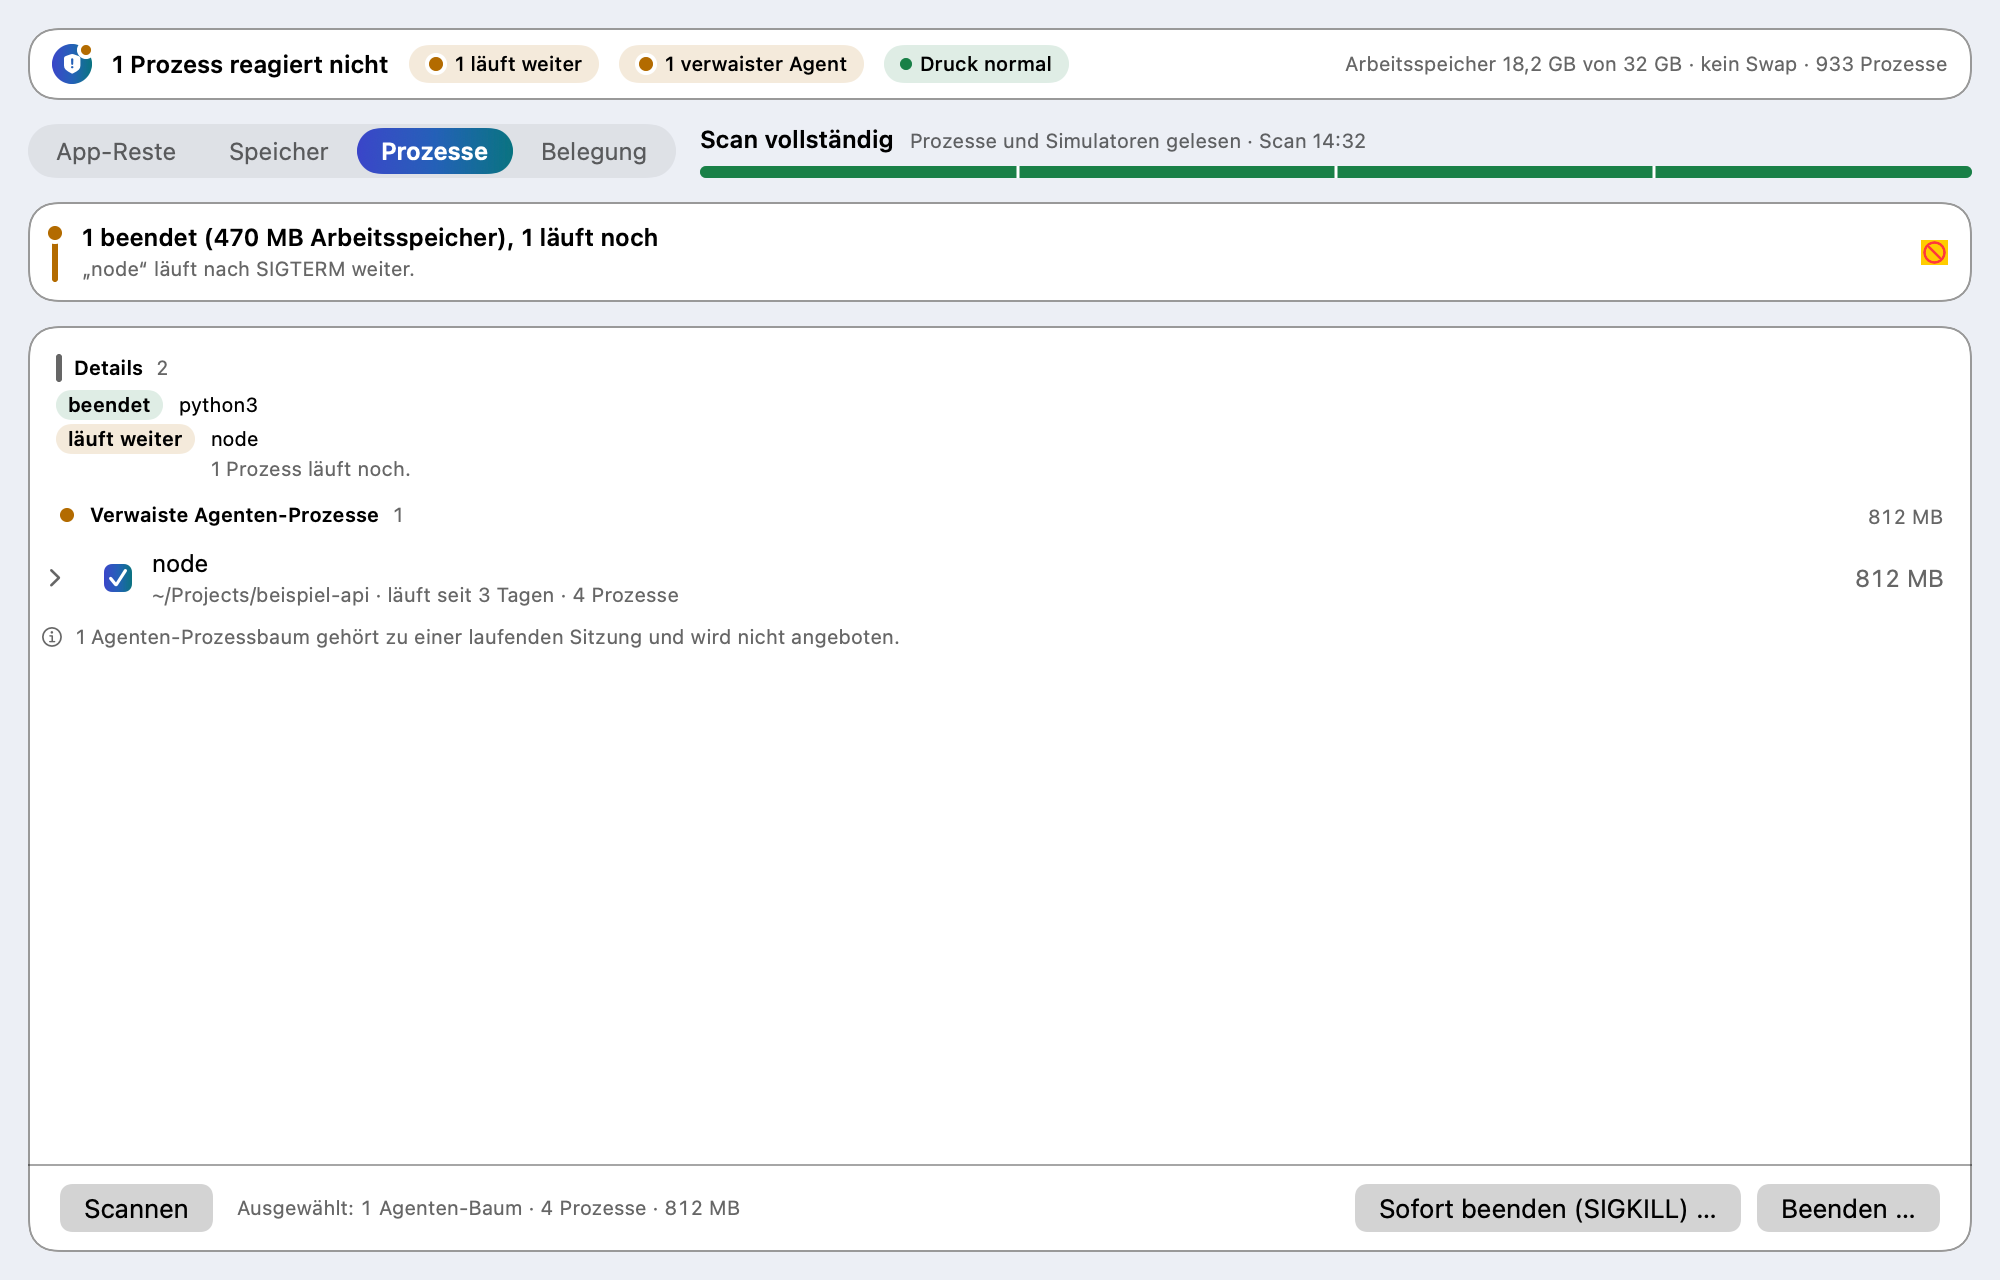 1 Prozess reagiert nicht
1 läuft weiter
1 verwaister Agent
Druck normal
Arbeitsspeicher 18,2 GB von 32 GB · kein Swap · 933 Prozesse
App-Reste
Speicher
Prozesse
Belegung
Scan vollständig
Prozesse und Simulatoren gelesen · Scan 14:32
1 beendet (470 MB Arbeitsspeicher), 1 läuft noch
„node“ läuft nach SIGTERM weiter.
Details 2
beendet python3
läuft weiter node
1 Prozess läuft noch.
Verwaiste Agenten-Prozesse 1
812 MB
node
~/Projects/beispiel-api · läuft seit 3 Tagen · 4 Prozesse
812 MB
1 Agenten-Prozessbaum gehört zu einer laufenden Sitzung und wird nicht angeboten.
Scannen
Ausgewählt: 1 Agenten-Baum · 4 Prozesse · 812 MB
Sofort beenden (SIGKILL) ...
Beenden ...